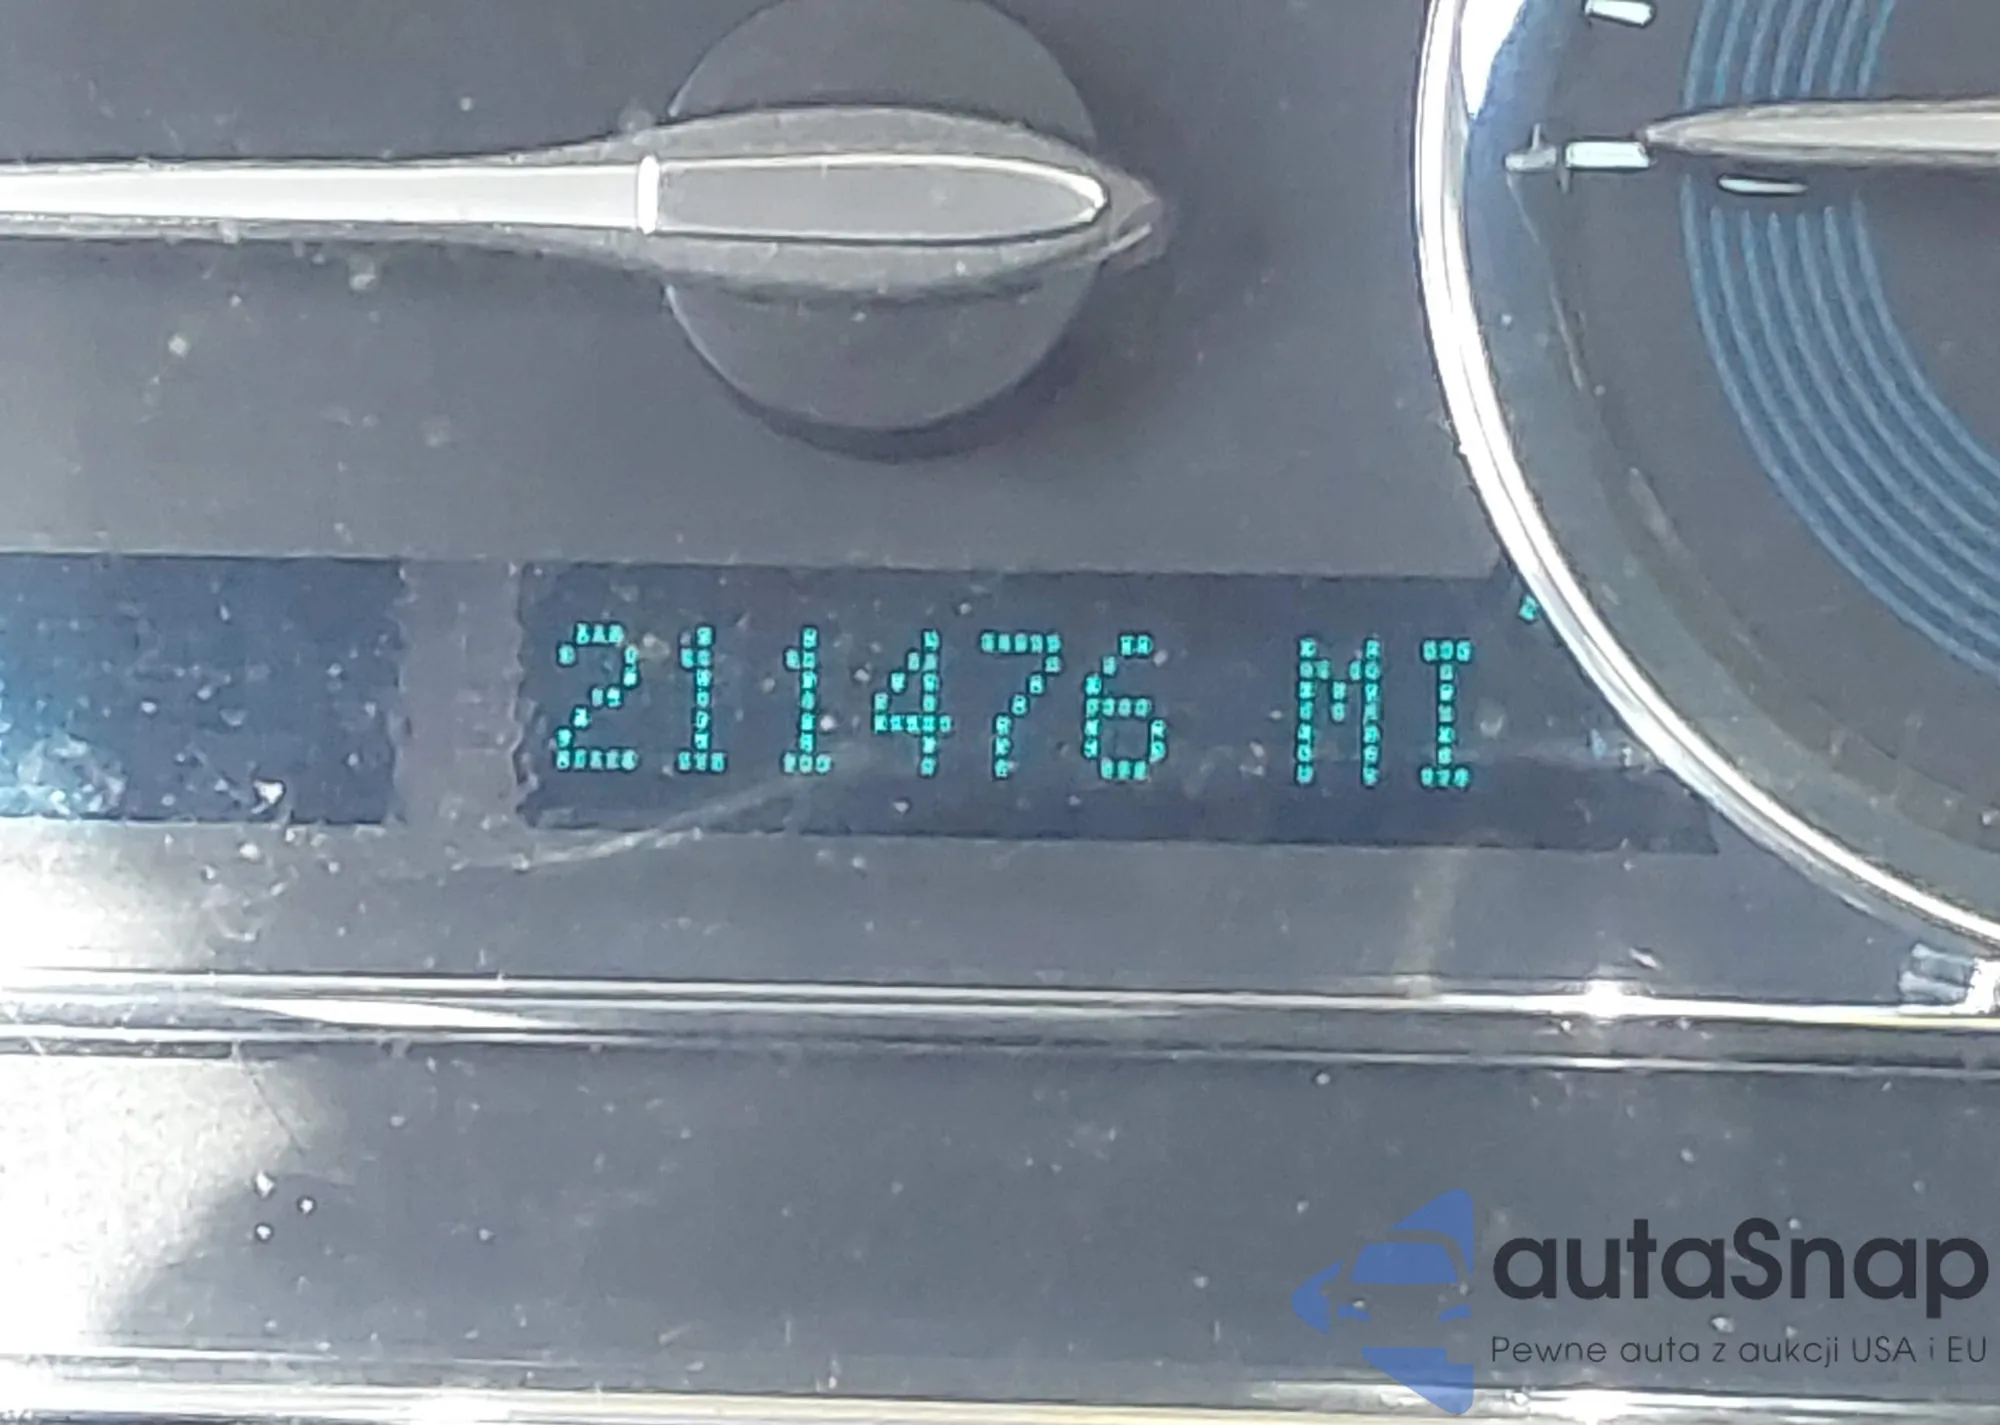 211476 MI
autaSnap
Pewne auta z aukcji USA i EU